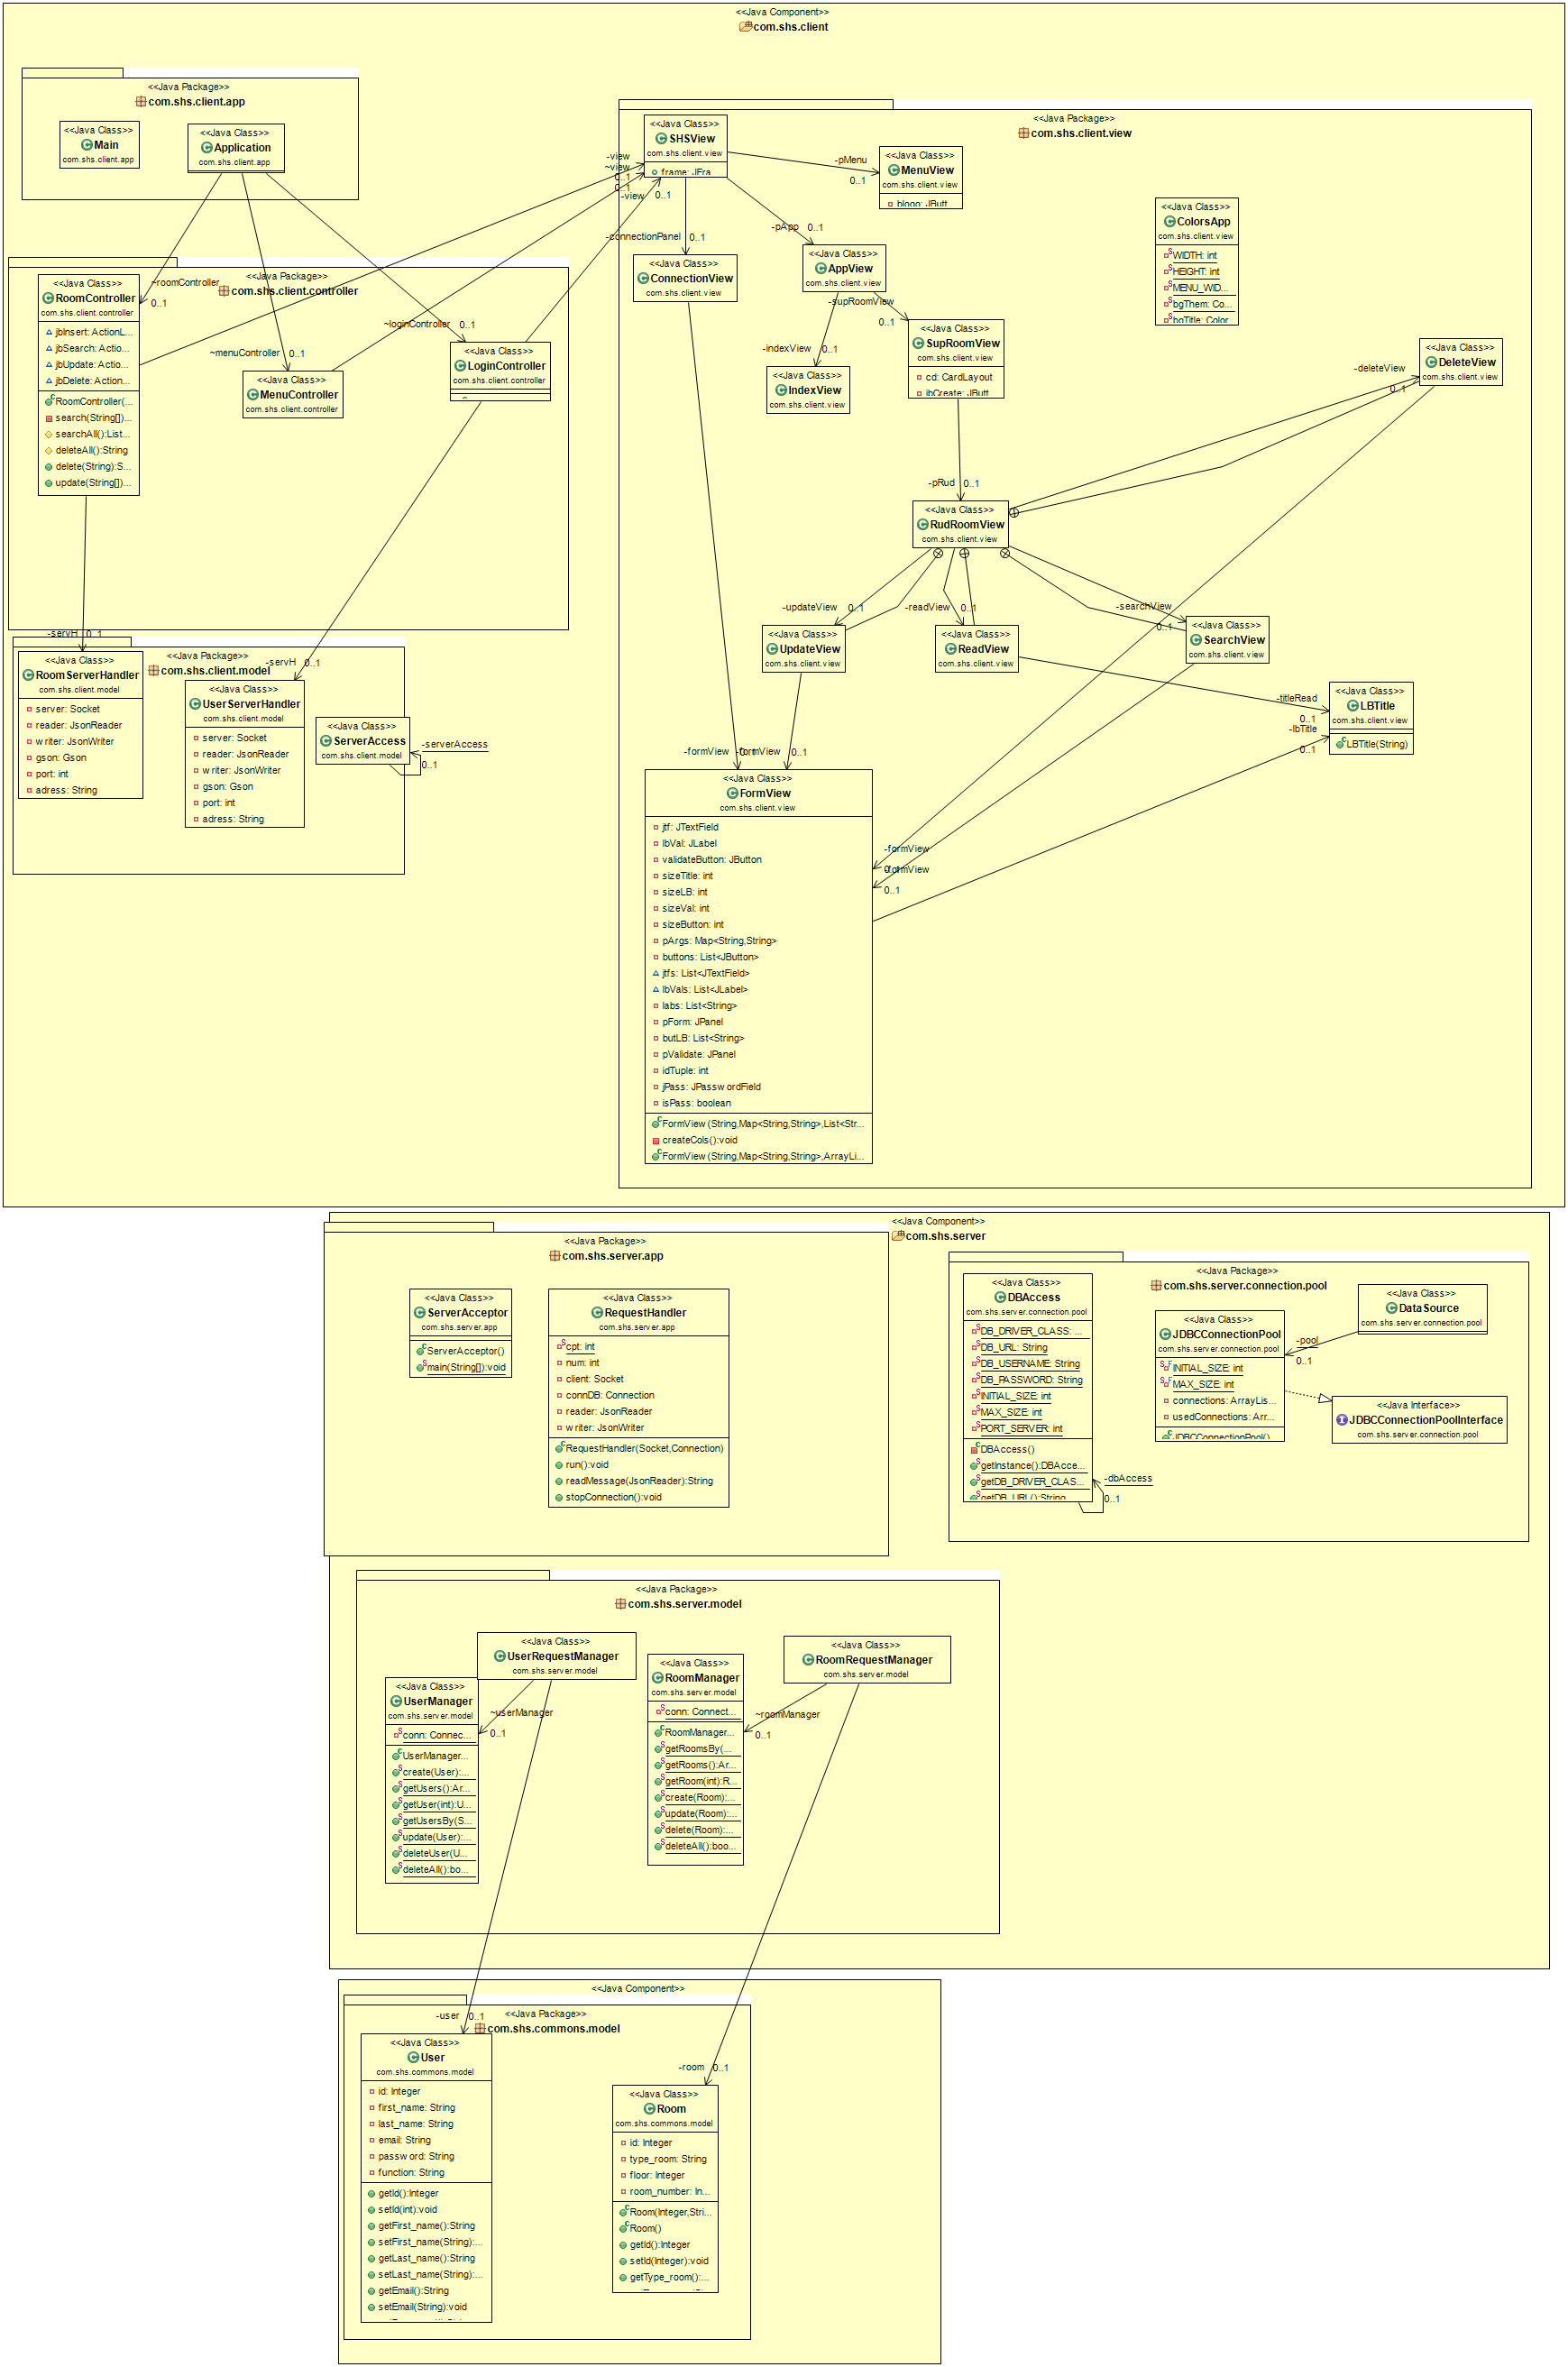 <<Java Component>>
com.shs.client
<<Java Package>>
com.shs.client.app
<<Java Class>>
Main
com.shs.client.app
<<Java Class>>
Application
com.shs.client.app
<<Java Package>>
com.shs.client.controller
<<Java Class>>
RoomController
jbInsert: ActionL...
jbSearch: Actio...
jbUpdate: Actio...
jbDelete: Action...
RoomController(...
search(String[])...
searchAll():List...
deleteAll():String
delete(String):S...
update(String[])...
~roomController
0..1
~menuController
0..1
<<Java Class>>
MenuController
com.shs.client.controller
~loginController
0..1
<<Java Class>>
LoginController
com.shs.client.controller
<<Java Package>>
com.shs.client.model
-servH
0..1
<<Java Class>>
RoomServerHandler
com.shs.client.model
server: Socket
reader: JsonReader
writer: JsonWriter
gson: Gson
port: int
adress: String
-servH
0..1
<<Java Class>>
UserServerHandler
com.shs.client.model
server: Socket
reader: JsonReader
writer: JsonWriter
gson: Gson
port: int
adress: String
<<Java Class>>
ServerAccess
com.shs.client.model
-serverAccess
0..1
<<Java Package>>
com.shs.client.view
-view
~view
0..1
0..1
-view
0..1
<<Java Class>>
SHSView
com.shs.client.view
frame: JFra
-pMenu
0..1
<<Java Class>>
MenuView
com.shs.client.view
blogo: JButt
<<Java Class>>
ColorsApp
com.shs.client.view
WIDTH: int
HEIGHT: int
MENU_WID...
bgThem: Co...
bgTitle: Color
-connectionPanel
0..1
<<Java Class>>
ConnectionView
com.shs.client.view
-pApp
0..1
<<Java Class>>
AppView
com.shs.client.view
-supRoomView
0..1
<<Java Class>>
SupRoomView
com.shs.client.view
cd: CardLayout
jbCreate: JButt
-indexView
0..1
<<Java Class>>
IndexView
com.shs.client.view
-deleteView
0..1
<<Java Class>>
DeleteView
com.shs.client.view
-pRud
0..1
<<Java Class>>
RudRoomView
com.shs.client.view
-updateView
0..1
<<Java Class>>
UpdateView
com.shs.client.view
-readView
0..1
<<Java Class>>
ReadView
com.shs.client.view
-searchView
0..1
<<Java Class>>
SearchView
com.shs.client.view
-titleRead
0..1
-lbTitle
0..1
<<Java Class>>
LBTitle
com.shs.client.view
LBTitle(String)
-formView
0..1
-formView
0..1
-formView
-formView
0..1
<<Java Class>>
FormView
com.shs.client.view
jtf: JTextField
lbVal: JLabel
validateButton: JButton
sizeTitle: int
sizeLB: int
sizeVal: int
sizeButton: int
pArgs: Map<String,String>
buttons: List<JButton>
jtfs: List<JTextField>
lbVals: List<JLabel>
labs: List<String>
pForm: JPanel
butLB: List<String>
pValidate: JPanel
idTuple: int
jPass: JPasswordField
isPass: boolean
FormView(String,Map<String,String>,List<Str...
createCols():void
FormView(String,Map<String,String>,ArrayLi...
<<Java Component>>
com.shs.server
<<Java Package>>
com.shs.server.app
<<Java Class>>
ServerAcceptor
com.shs.server.app
ServerAcceptor()
main(String[]):void
<<Java Class>>
RequestHandler
com.shs.server.app
cpt: int
num: int
client: Socket
connDB: Connection
reader: JsonReader
writer: JsonWriter
RequestHandler(Socket,Connection)
run():void
readMessage(JsonReader):String
stopConnection():void
<<Java Package>>
com.shs.server.connection.pool
<<Java Class>>
DBAccess
com.shs.server.connection.pool
DB_DRIVER_CLASS: ...
DB_URL: String
DB_USERNAME: String
DB_PASSWORD: String
INITIAL_SIZE: int
MAX_SIZE: int
PORT_SERVER: int
DBAccess()
getInstance():DBAcce...
getDB_DRIVER_CLAS...
getDB_URL():String
-dbAccess
0..1
<<Java Class>>
JDBCConnectionPool
com.shs.server.connection.pool
INITIAL_SIZE: int
MAX_SIZE: int
connections: ArrayLis...
usedConnections: Arr...
JDBCConnectionPool()
-pool
0..1
<<Java Class>>
DataSource
com.shs.server.connection.pool
<<Java Interface>>
JDBCConnectionPoolInterface
com.shs.server.connection.pool
<<Java Package>>
com.shs.server.model
<<Java Class>>
UserRequestManager
com.shs.server.model
<<Java Class>>
UserManager
com.shs.server.model
conn: Connec...
UserManager...
create(User):...
getUsers():Ar...
getUser(int):U...
getUsersBy(S...
update(User):...
deleteUser(U...
deleteAll():bo...
~userManager
0..1
<<Java Class>>
RoomManager
com.shs.server.model
conn: Connect...
RoomManager...
getRoomsBy(...
getRooms():Ar...
getRoom(int):R...
create(Room):...
update(Room):...
delete(Room):...
deleteAll():boo...
<<Java Class>>
RoomRequestManager
com.shs.server.model
~roomManager
0..1
<<Java Component>>
<<Java Package>>
com.shs.commons.model
-user
0..1
<<Java Class>>
User
com.shs.commons.model
id: Integer
first_name: String
last_name: String
email: String
password: String
function: String
getId():Integer
setId(int):void
getFirst_name():String
setFirst_name(String):...
getLast_name():String
setLast_name(String):...
getEmail():String
setEmail(String):void
-room
0..1
<<Java Class>>
Room
com.shs.commons.model
id: Integer
type_room: String
floor: Integer
room_number: In...
Room(Integer,Stri...
Room()
getId():Integer
setId(Integer):void
getType_room():...